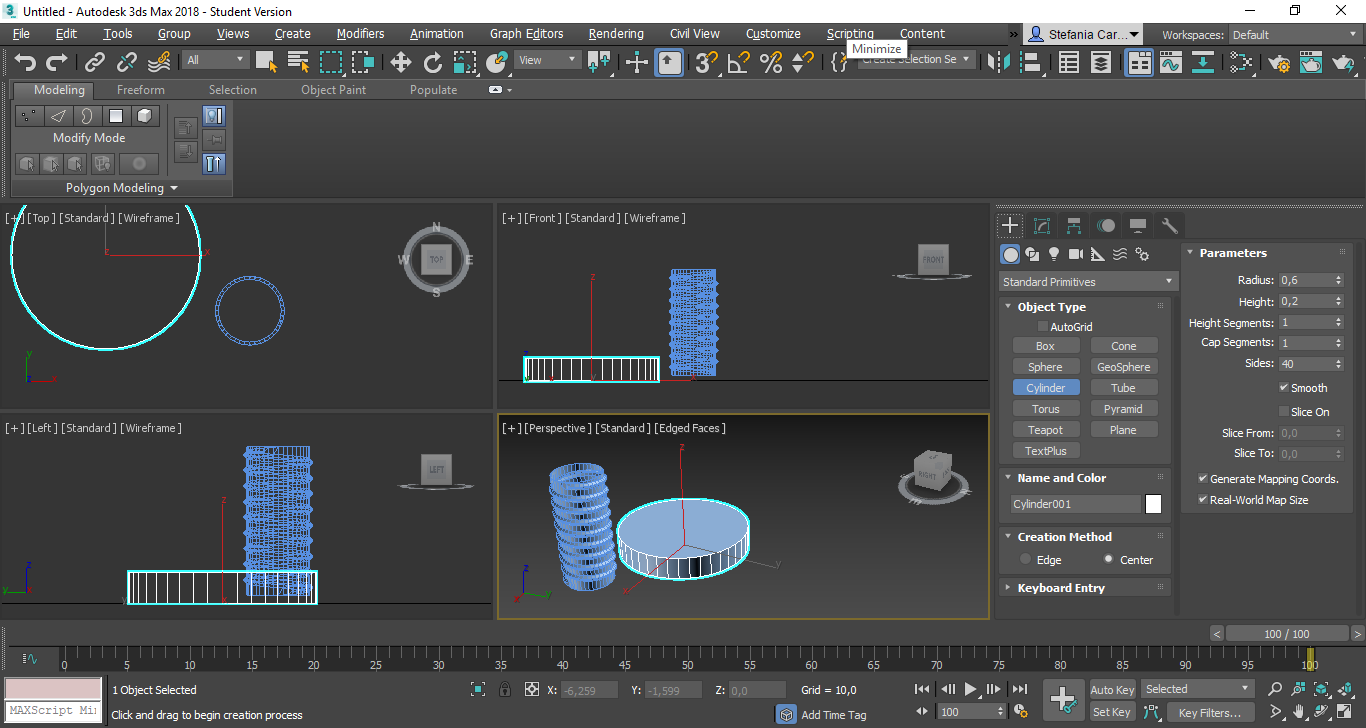 Untitled - Autodesk 3ds Max 2018 - Student Version
File Edit Tools Group Views Create Modifiers Animation Graph Editors Rendering Civil View Customize Scripting Content » Stefania Car... Workspaces: Default
Minimize
All View Create Selection Se
Modeling Freeform Selection Object Paint Populate
Modify Mode
Polygon Modeling
[+] [Top] [Standard] [Wireframe]
N
W TOP E
S
x
z
y
z x
[+] [Front] [Standard] [Wireframe]
FRONT
z
z
x
y
[+] [Left] [Standard] [Wireframe]
LEFT
z
z
y
y x
[+] [Perspective] [Standard] [Edged Faces]
RIGHT
z
z
y
x
y
x
Standard Primitives
Object Type
AutoGrid
Box Cone
Sphere GeoSphere
Cylinder Tube
Torus Pyramid
Teapot Plane
TextPlus
Name and Color
Cylinder001
Creation Method
Edge Center
Keyboard Entry
Parameters
Radius: 0,6
Height: 0,2
Height Segments: 1
Cap Segments: 1
Sides: 40
Smooth
Slice On
Slice From: 0,0
Slice To: 0,0
Generate Mapping Coords.
Real-World Map Size
< 100 / 100 >
0 5 10 15 20 25 30 35 40 45 50 55 60 65 70 75 80 85 90 95 100
1 Object Selected X: -6,259 Y: -1,599 Z: 0,0 Grid = 10,0 Auto Key Selected
MAXScript Mi
Click and drag to begin creation process Add Time Tag 100 Set Key Key Filters...